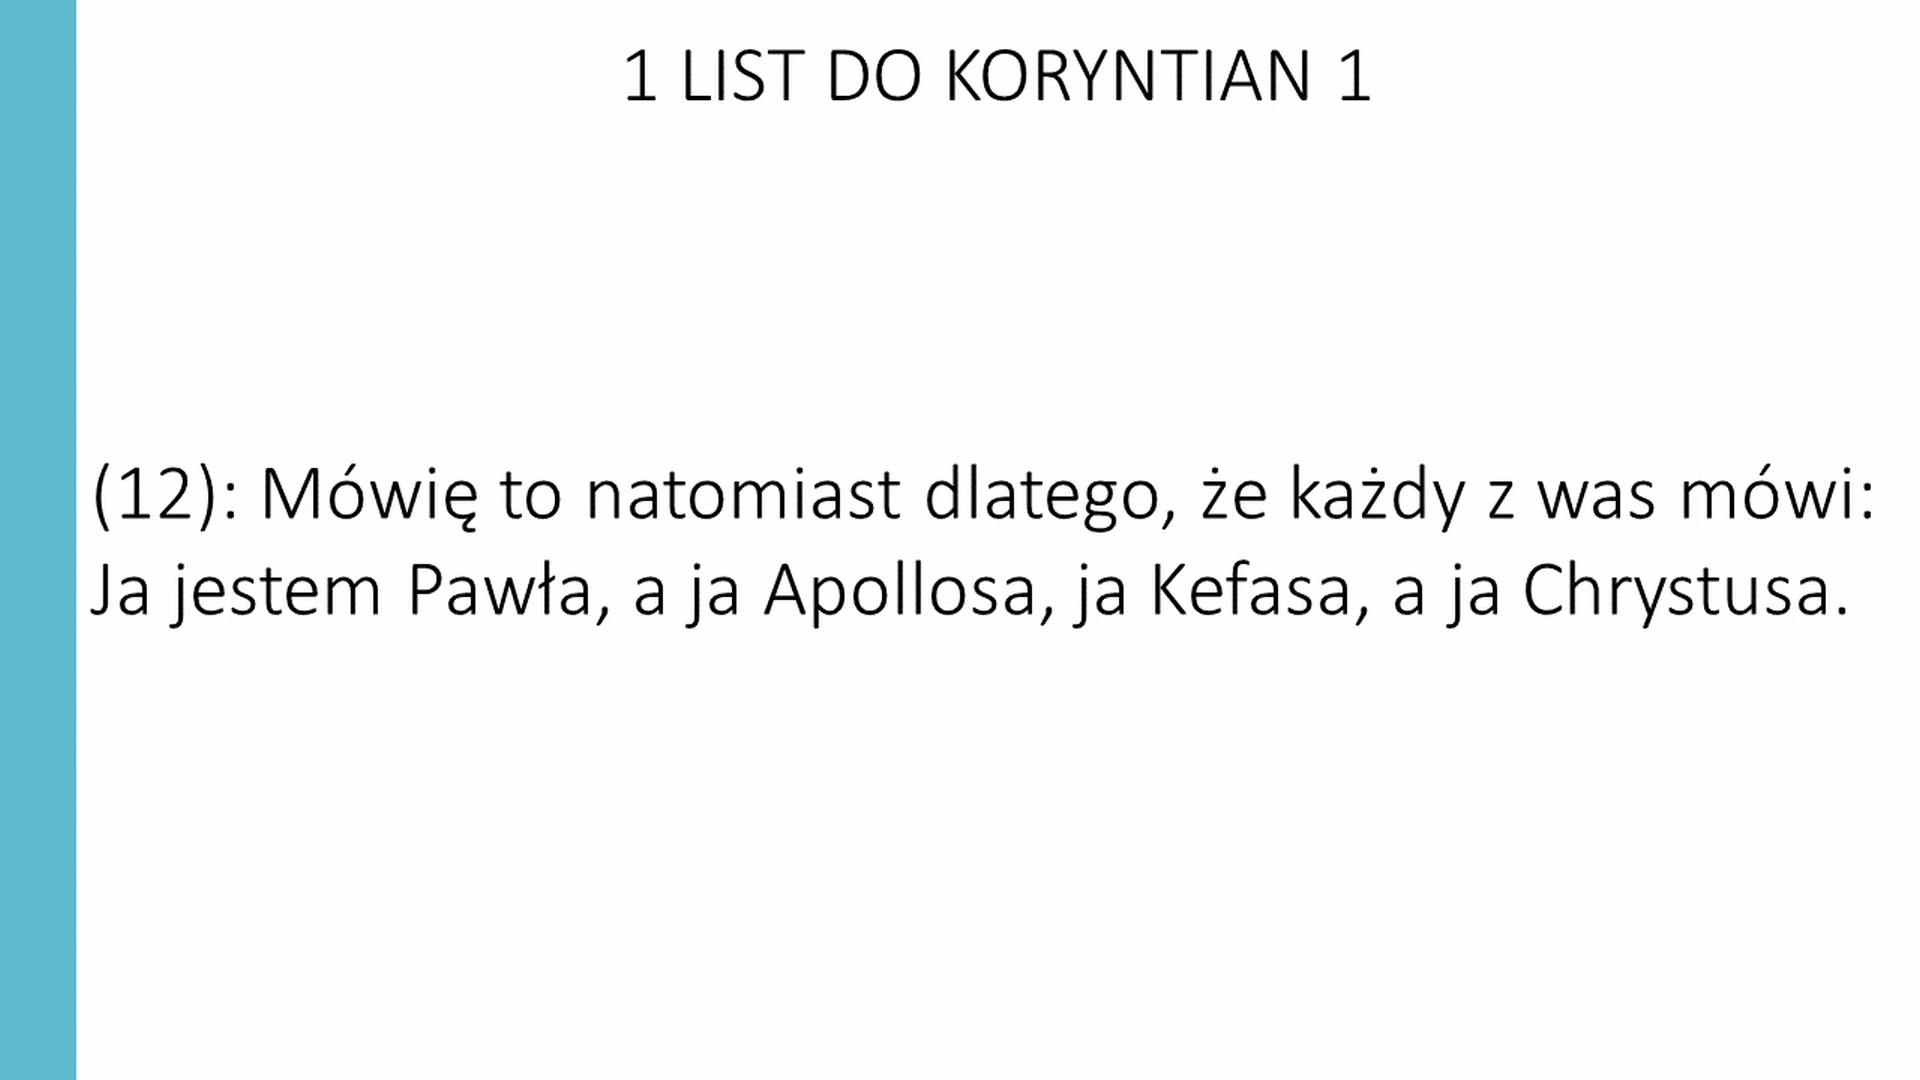 1 LIST DO KORYNTIAN 1
(12): Mówię to natomiast dlatego, że każdy z was mówi:
Ja jestem Pawła, a ja Apollosa, ja Kefasa, a ja Chrystusa.